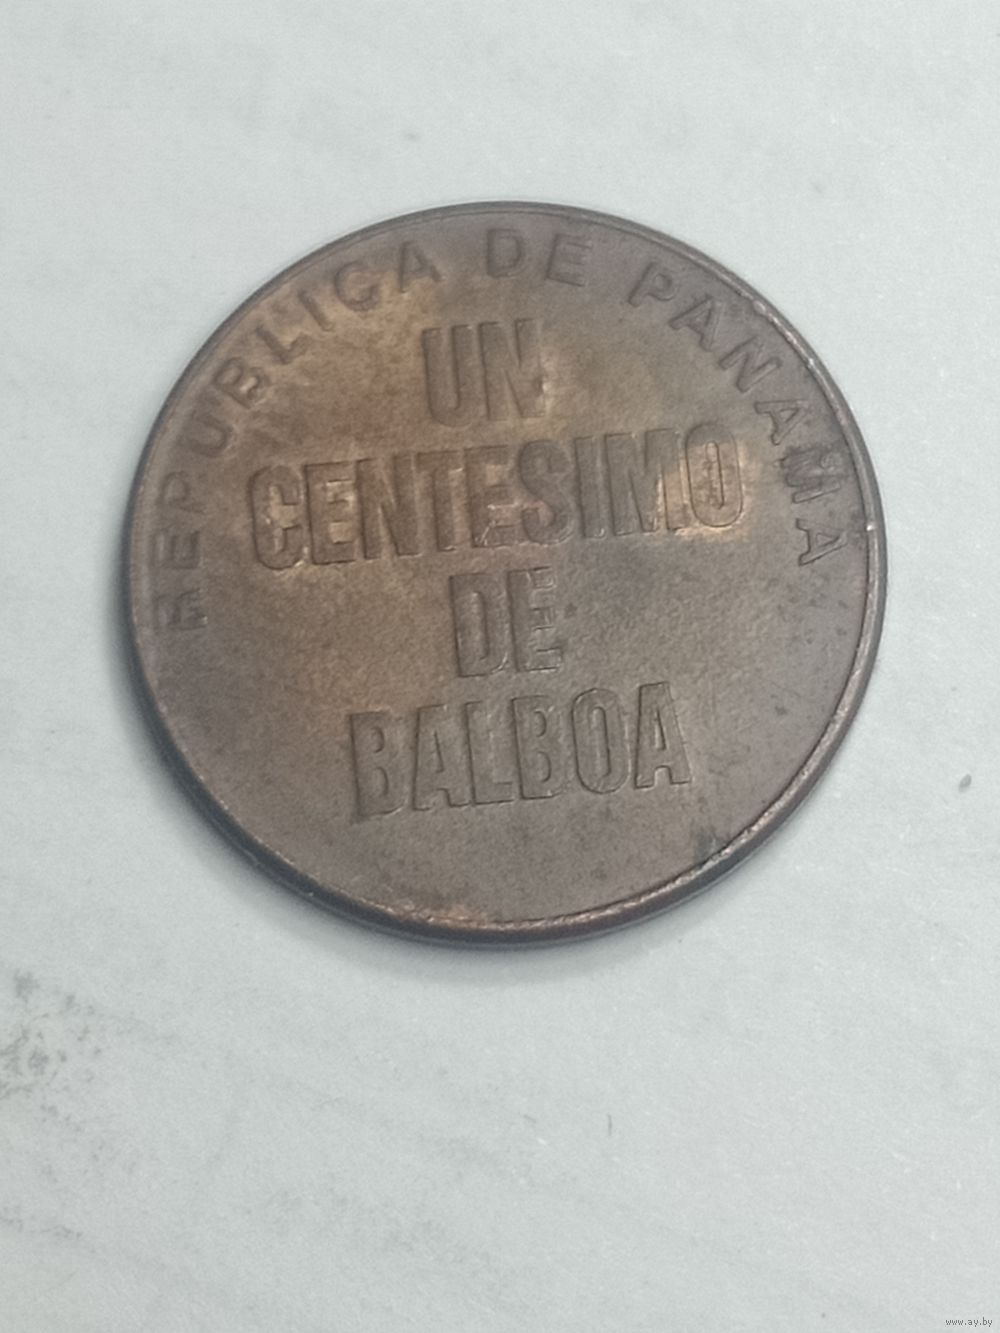 REPUBLICA DE PANAMA
UN
CENTESIMO
DE
BALBOA
www.ay.by